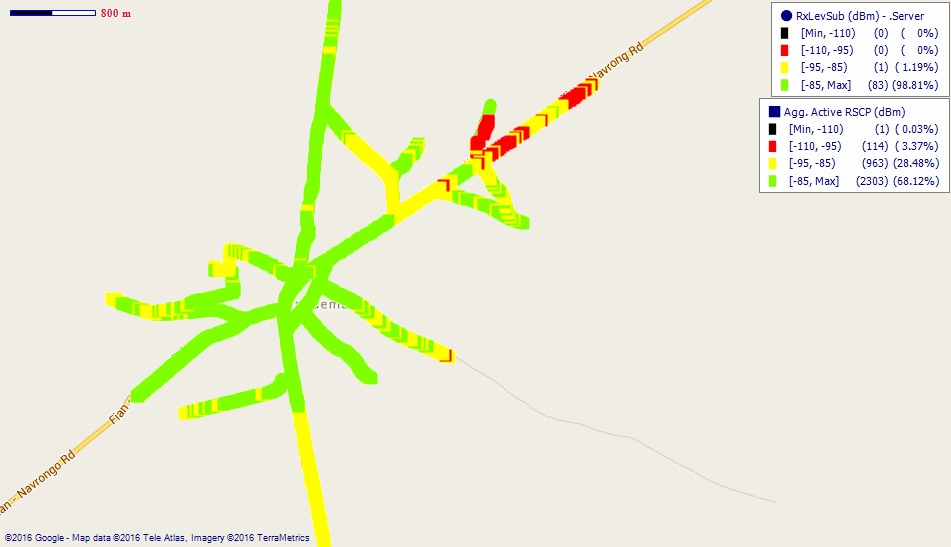 800 m
RxLevSub (dBm) - .Server
[Min, -110) (0) ( 0%)
[-110, -95) (0) ( 0%)
[-95, -85) (1) ( 1.19%)
[-85, Max] (83) (98.81%)
Agg. Active RSCP (dBm)
[Min, -110) (1) ( 0.03%)
[-110, -95) (114) ( 3.37%)
[-95, -85) (963) (28.48%)
[-85, Max] (2303) (68.12%)
Navrong Rd
Fian -
an - Navrongo Rd
©2016 Google - Map data ©2016 Tele Atlas, Imagery ©2016 TerraMetrics